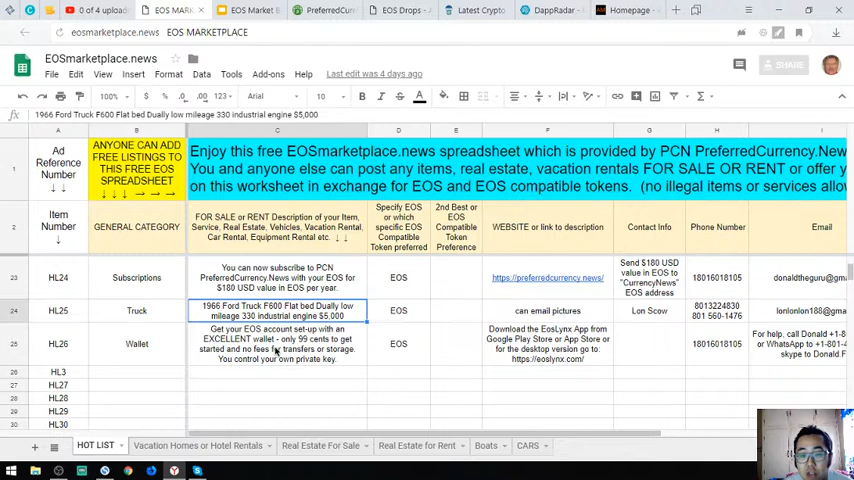 0 of 4 upload
EOS MARK
EOS Market E
PreferredCurr
EOS Drops - A
Latest Crypto
DappRadar
Homepage -
eosmarketplace.news
EOS MARKETPLACE
EOSmarketplace.news
File Edit View Insert Format Data Tools Add-ons Help Last edit was 4 days ago
SHARE
100% $ % .0 .00 123 Arial 10
fx 1966 Ford Truck F600 Flat bed Dually low mileage 330 industrial engine $5,000
A B C D E F G H I
1
Ad Reference Number ↓ ↓
ANYONE CAN ADD
FREE LISTINGS TO
THIS FREE EOS
SPREADSHEET
↓ ↓ ↓ → → →
Enjoy this free EOSmarketplace.news spreadsheet which is provided by PCN PreferredCurrency.New
You and anyone else can post any items, real estate, vacation rentals FOR SALE OR RENT or offer y
on this worksheet in exchange for EOS and EOS compatible tokens. (no illegal items or services allow
2
Item Number ↓
GENERAL CATEGORY
FOR SALE or RENT Description of your Item,
Service, Real Estate, Vehicles, Vacation Rental,
Car Rental, Equipment Rental etc. ↓ ↓
Specify EOS
or which
specific EOS
Compatible
Token preferred
2nd Best or
EOS
Compatible
Token
Preference
WEBSITE or link to description
Contact Info
Phone Number
Email
23
HL24
Subscriptions
You can now subscribe to PCN
PreferredCurrency.News with your EOS for
$180 USD value in EOS per year.
EOS
https://preferredcurrency.news/
Send $180 USD
value in EOS to
"CurrencyNews"
EOS address
18016018105
donaldtheguru@gma
24
HL25
Truck
1966 Ford Truck F600 Flat bed Dually low
mileage 330 industrial engine $5,000
EOS
can email pictures
Lon Scow
8013224830
801 560-1476
lonlonlon188@gmai
25
HL26
Wallet
Get your EOS account set-up with an
EXCELLENT wallet - only 99 cents to get
started and no fees for transfers or storage.
You control your own private key.
EOS
Download the EosLynx App from
Google Play Store or App Store or
for the desktop version go to:
https://eoslynx.com/
18016018105
For help, call Donald +1
or WhatsApp to +1-801-4
skype to Donald F
26 HL3
27 HL27
28 HL28
29 HL29
30 HL30
HOT LIST Vacation Homes or Hotel Rentals Real Estate For Sale Real Estate for Rent Boats CARS